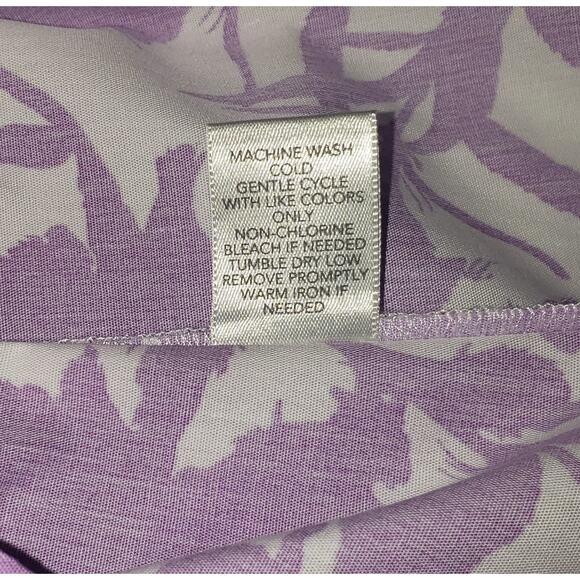 MACHINE WASH
COLD
GENTLE CYCLE
WITH LIKE COLORS
ONLY
NON-CHLORINE
BLEACH IF NEEDED
TUMBLE DRY LOW
REMOVE PROMPTLY
WARM IRON IF
NEEDED